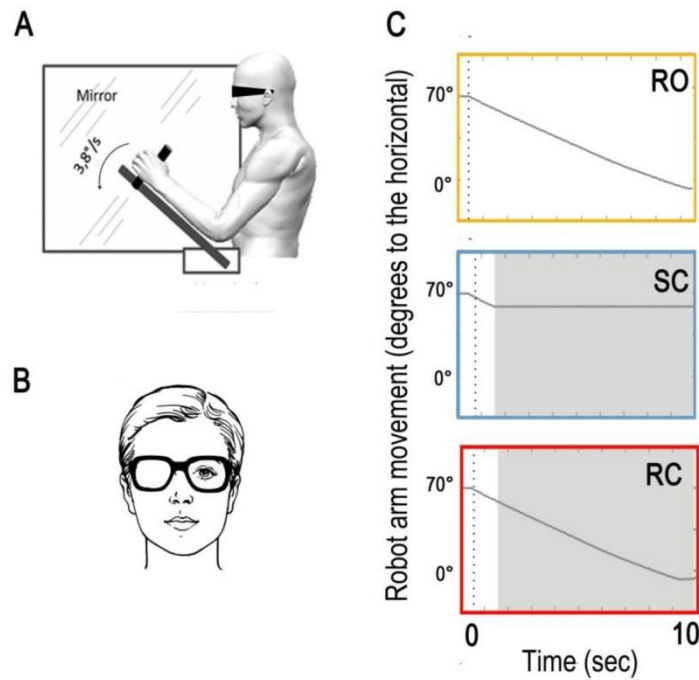 A
Mirror
3,8°/s
B
C
Robot arm movement (degrees to the horizontal)
RO
70°
0°
SC
70°
0°
RC
70°
0°
0
10
Time (sec)